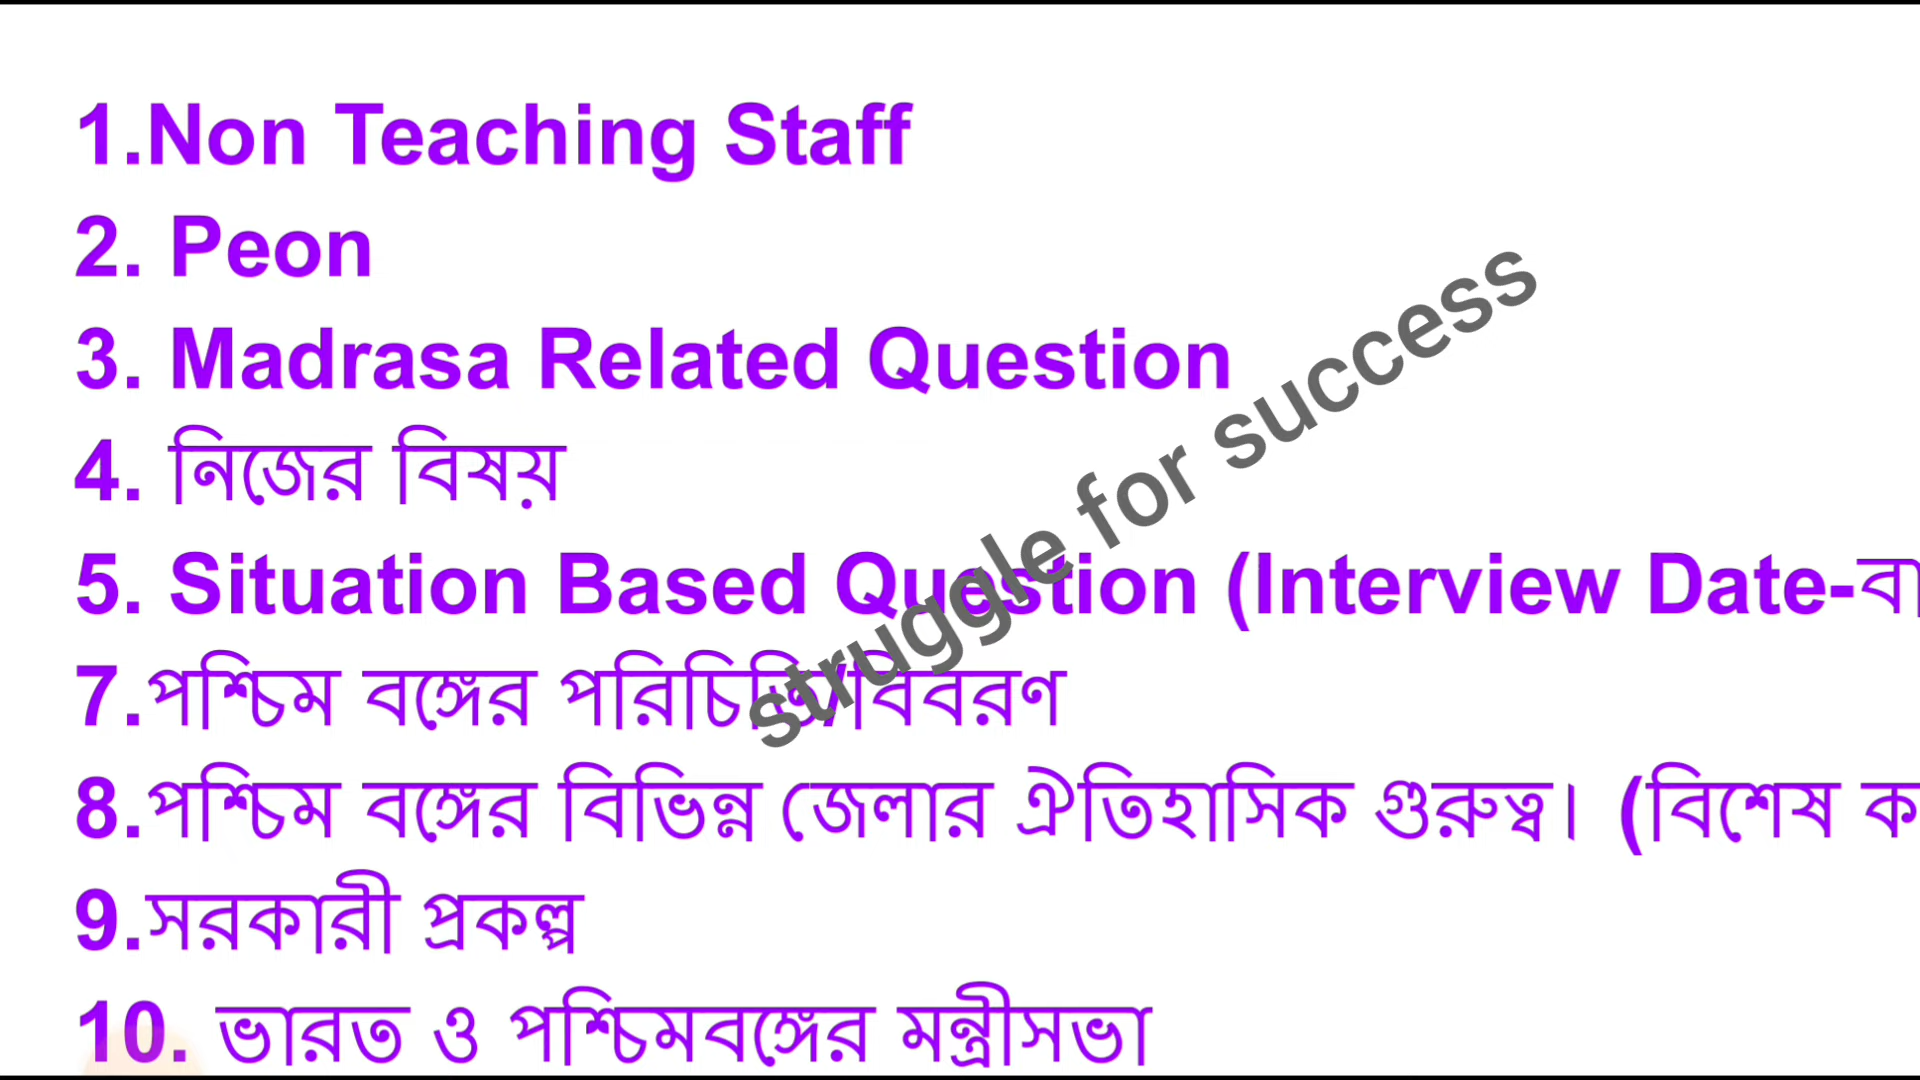 1.Non Teaching Staff
2. Peon
3. Madrasa Related Question
4. নিজের বিষয়
5. Situation Based Question (Interview Date-
7.পশ্চিম বঙ্গের পরিচিতি/বিবরণ
8.পশ্চিম বঙ্গের বিভিন্ন জেলার ঐতিহাসিক গুরুত্ব। (বিশেষ
9.সরকারী প্রকল্প
10. ভারত ও পশ্চিমবঙ্গের মন্ত্রীসভা
struggle for success